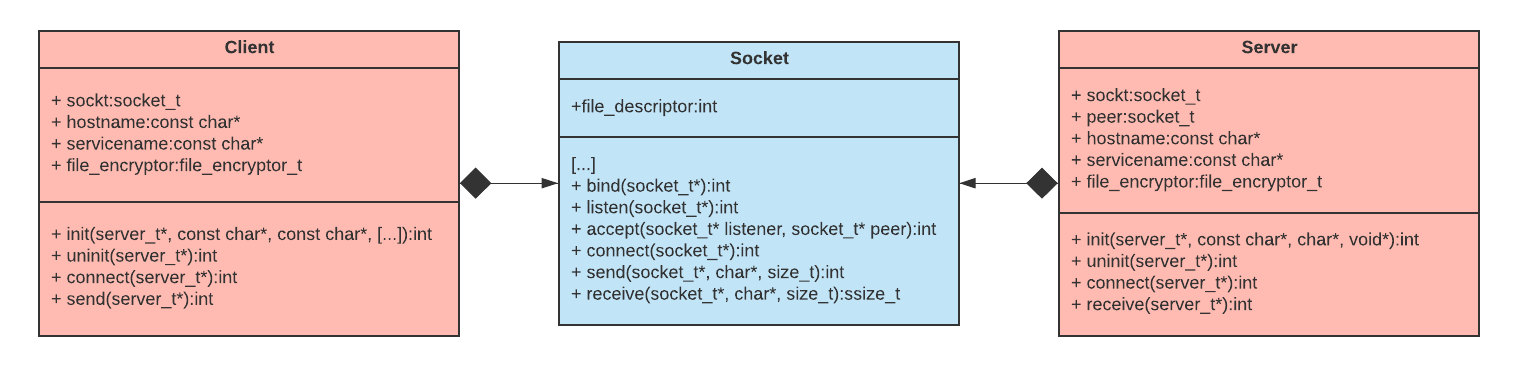 Client
+ sockt:socket_t
+ hostname:const char*
+ servicename:const char*
+ file_encryptor:file_encryptor_t
+ init(server_t*, const char*, const char*, [...]):int
+ uninit(server_t*):int
+ connect(server_t*):int
+ send(server_t*):int
Socket
+file_descriptor:int
[...]
+ bind(socket_t*):int
+ listen(socket_t*):int
+ accept(socket_t* listener, socket_t* peer):int
+ connect(socket_t*):int
+ send(socket_t*, char*, size_t):int
+ receive(socket_t*, char*, size_t):ssize_t
Server
+ sockt:socket_t
+ peer:socket_t
+ hostname:const char*
+ servicename:const char*
+ file_encryptor:file_encryptor_t
+ init(server_t*, const char*, char*, void*):int
+ uninit(server_t*):int
+ connect(server_t*):int
+ receive(server_t*):int